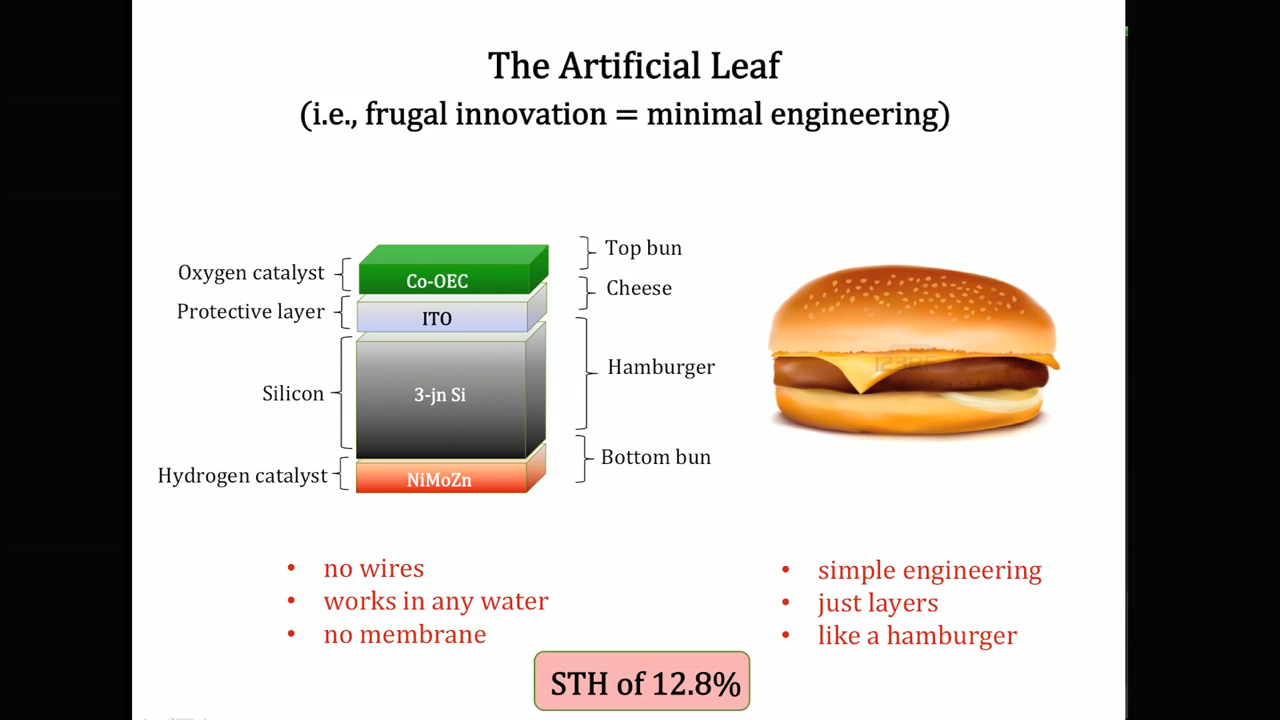 The Artificial Leaf
(i.e., frugal innovation = minimal engineering)
Oxygen catalyst
Protective layer
Silicon
Hydrogen catalyst
Co-OEC
ITO
3-jn Si
NiMoZn
Top bun
Cheese
Hamburger
Bottom bun
• no wires
• works in any water
• no membrane
• simple engineering
• just layers
• like a hamburger
STH of 12.8%